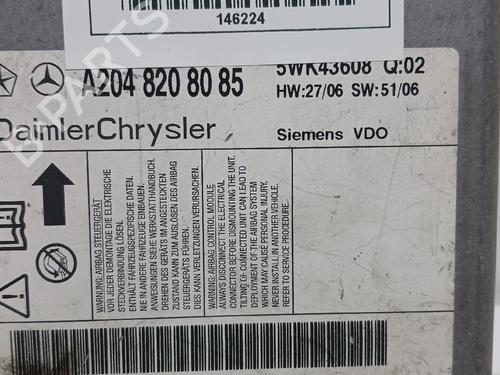 146224
A204 820 80 85
5WK43608 Q:02
HW:27/06 SW:51/06
DaimlerChrysler
Siemens VDO
WARNUNG: AIRBAG STEUERGERÄT
VOR JEDER DEMONTAGE DIE ELEKTRISCHE
STECKVERBINDUNG LÖSEN.
ENTHÄLT FAHRZEUGSPEZIFISCHE DATEN.
NIE IN ANDERE FAHRZEUGE EINBAUEN.
ANWEISUNGEN SIEHE WERKSTATTHANDBUCH.
DREHEN DES GERÄTS IM ANGESTECKTEN
ZUSTAND KANN ZUM AUSLÖSEN DES AIRBAG
STEUERGERÄTS FÜHREN.
DIES KANN VERLETZUNGEN VERURSACHEN.
WARNING: AIRBAG CONTROL MODULE
ALWAYS DISCONNECT THE ELECTRICAL
CONNECTOR BEFORE DISMOUNTING THE UNIT.
TILTING OF CONNECTED UNIT CAN LEAD TO
DEPLOYMENT OF THE AIRBAG SYSTEM
WHICH MAY CAUSE PERSONAL INJURY.
NEVER INSTALL IN ANOTHER VEHICLE.
REFER TO SERVICE PROCEDURE.
B-PARTS